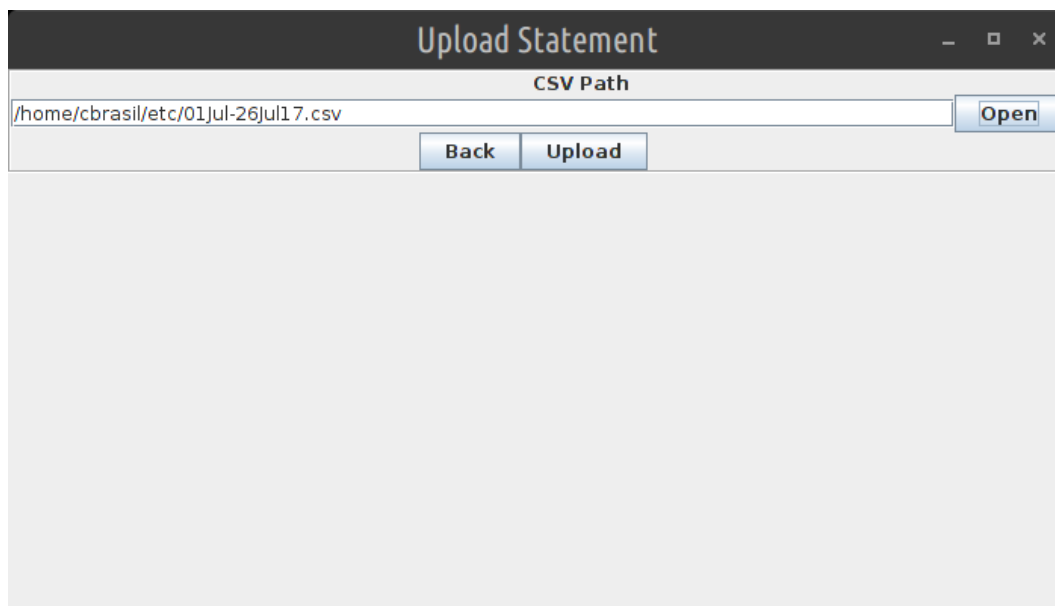 Upload Statement
CSV Path
/home/cbrasil/etc/01Jul-26Jul17.csv
Open
Back Upload